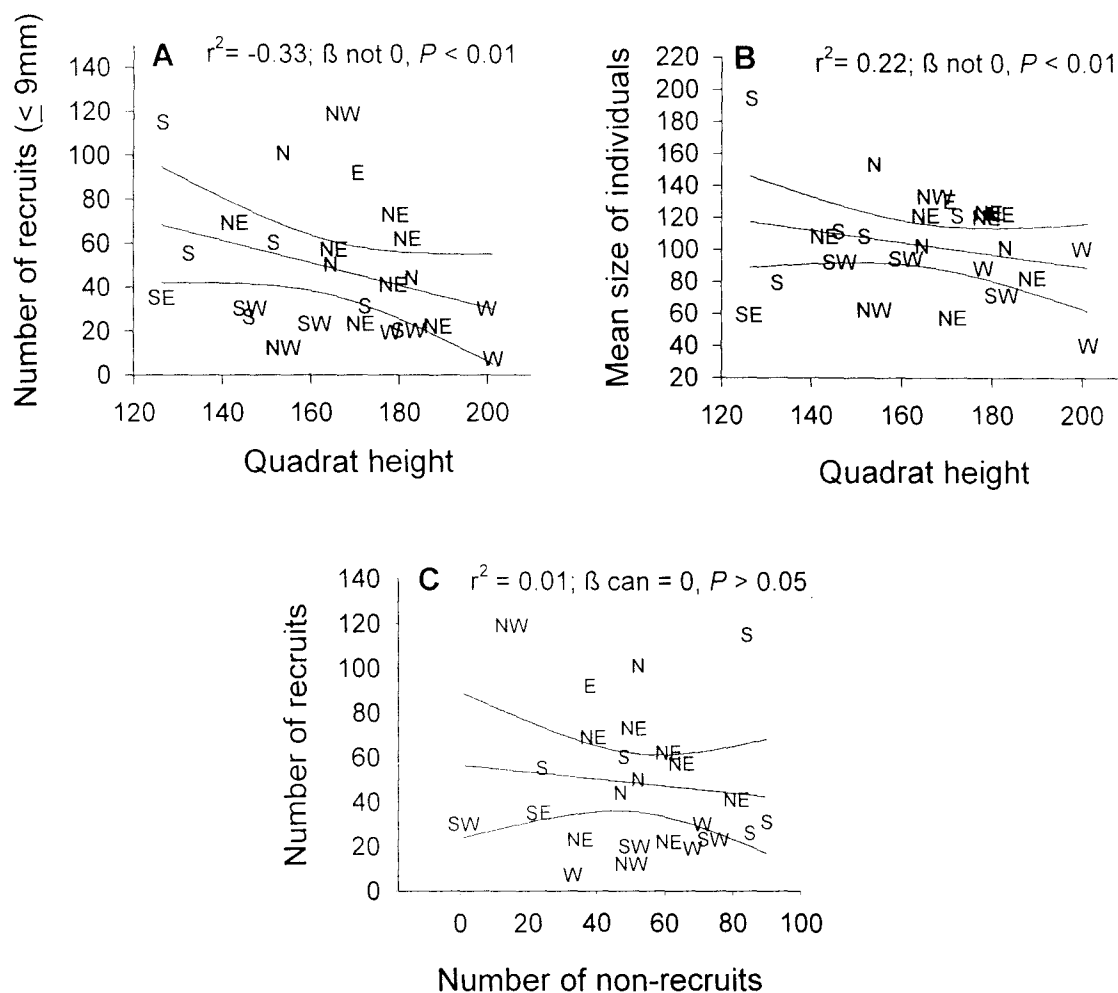 A r²= -0.33; ß not 0, P < 0.01
Number of recruits (≤ 9mm)
140
120
100
80
60
40
20
0
S
NW
N
E
NE
NE
NE
S
S
NE
N
NE
N
SE
SW
S
S
W
SW
NE
W
SW
NE
NW
W
120 140 160 180 200
Quadrat height
B r²= 0.22; ß not 0, P < 0.01
Mean size of individuals
220
200
180
160
140
120
100
80
60
40
20
S
N
NW
E
NE
S
NE
NE
NE
NE
S
S
N
N
W
SW
SW
W
S
NE
SW
SE
NW
NE
W
120 140 160 180 200
Quadrat height
C r² = 0.01; ß can = 0, P > 0.05
Number of recruits
140
120
100
80
60
40
20
0
NW
S
N
E
NE
NE
NE
S
NE
S
N
N
NE
SE
SW
W
S
S
NE
SW
NE
W
SW
NW
W
0 20 40 60 80 100
Number of non-recruits